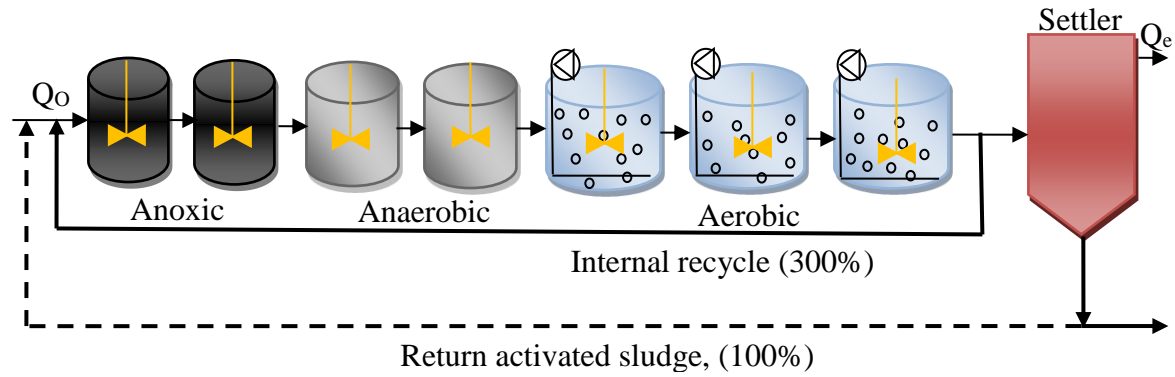 Settler
Qe
QO
Anoxic
Anaerobic
Aerobic
Internal recycle (300%)
Return activated sludge, (100%)